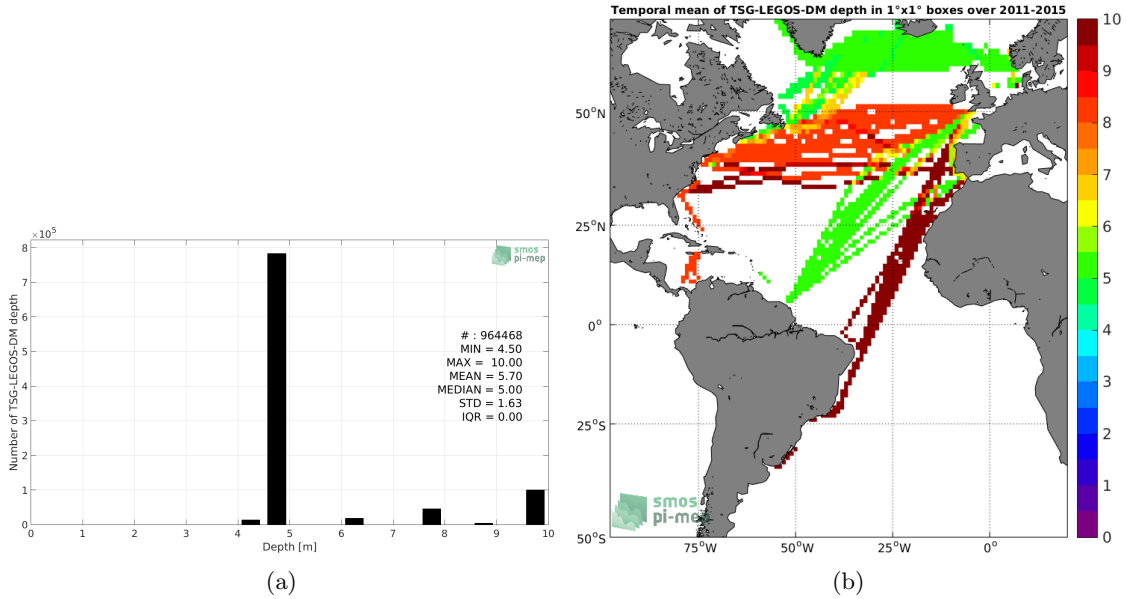 Temporal mean of TSG-LEGOS-DM depth in 1°x1° boxes over 2011-2015
×10⁵
8
7
6
5
4
3
2
1
0
Number of TSG-LEGOS-DM depth
0 1 2 3 4 5 6 7 8 9 10
Depth [m]
smos
pi-mep
# : 964468
MIN = 4.50
MAX = 10.00
MEAN = 5.70
MEDIAN = 5.00
STD = 1.63
IQR = 0.00
(a)
50°N
25°N
0°
25°S
50°S
75°W 50°W 25°W 0°
smos
pi-mep
10
9
8
7
6
5
4
3
2
1
0
(b)